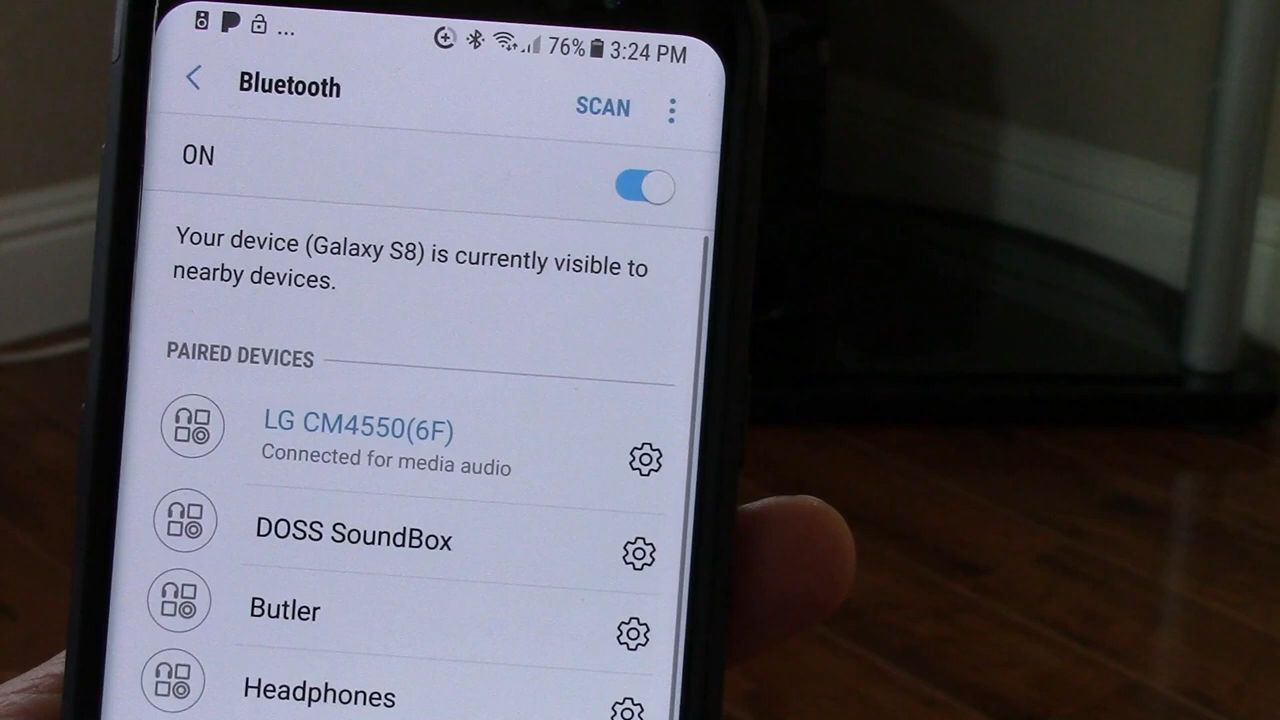 ... 76% 3:24 PM
Bluetooth SCAN
ON
Your device (Galaxy S8) is currently visible to
nearby devices.
PAIRED DEVICES
LG CM4550(6F)
Connected for media audio
DOSS SoundBox
Butler
Headphones